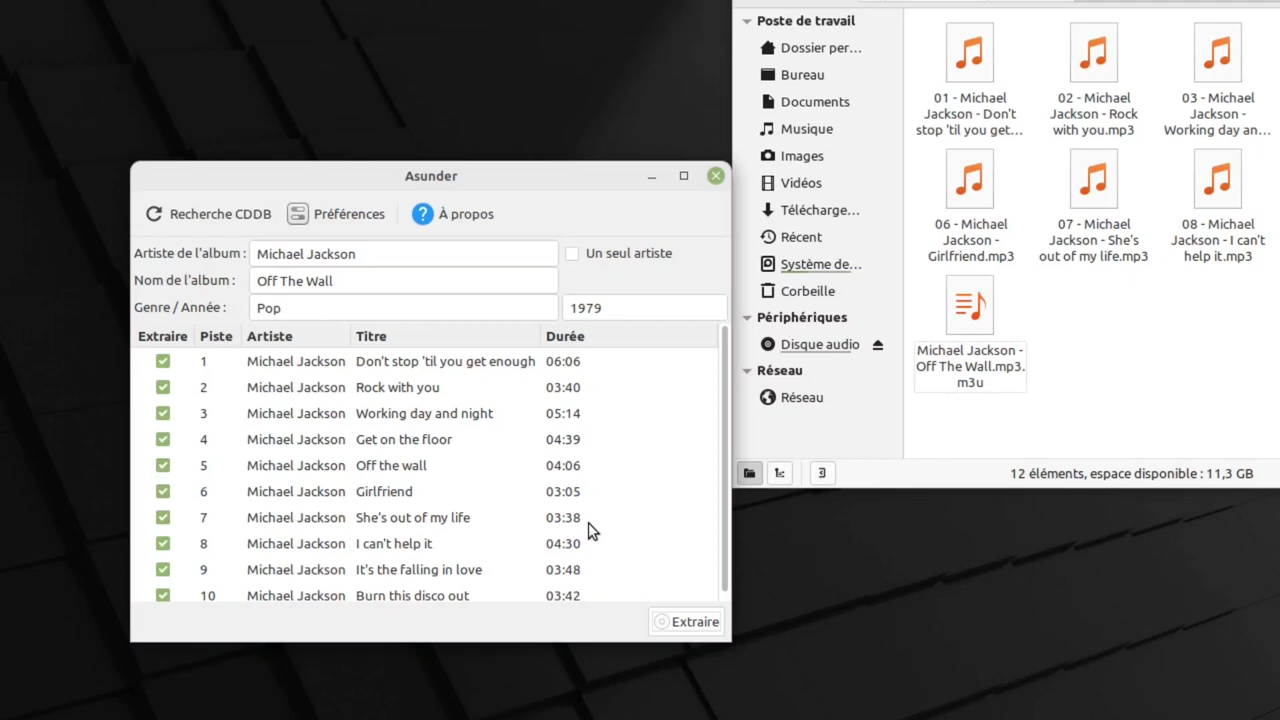 Asunder
Recherche CDDB Préférences À propos
Artiste de l'album : Michael Jackson Un seul artiste
Nom de l'album : Off The Wall
Genre / Année : Pop 1979
Extraire Piste Artiste Titre Durée
1 Michael Jackson Don't stop 'til you get enough 06:06
2 Michael Jackson Rock with you 03:40
3 Michael Jackson Working day and night 05:14
4 Michael Jackson Get on the floor 04:39
5 Michael Jackson Off the wall 04:06
6 Michael Jackson Girlfriend 03:05
7 Michael Jackson She's out of my life 03:38
8 Michael Jackson I can't help it 04:30
9 Michael Jackson It's the falling in love 03:48
10 Michael Jackson Burn this disco out 03:42
Extraire
Poste de travail
Dossier per...
Bureau
Documents
Musique
Images
Vidéos
Télécharge...
Récent
Système de...
Corbeille
Périphériques
Disque audio
Réseau
Réseau
01 - Michael
Jackson - Don't
stop 'til you get...
02 - Michael
Jackson - Rock
with you.mp3
03 - Michael
Jackson -
Working day an...
06 - Michael
Jackson -
Girlfriend.mp3
07 - Michael
Jackson - She's
out of my life.mp3
08 - Michael
Jackson - I can't
help it.mp3
Michael Jackson -
Off The Wall.mp3.
m3u
12 éléments, espace disponible : 11,3 GB